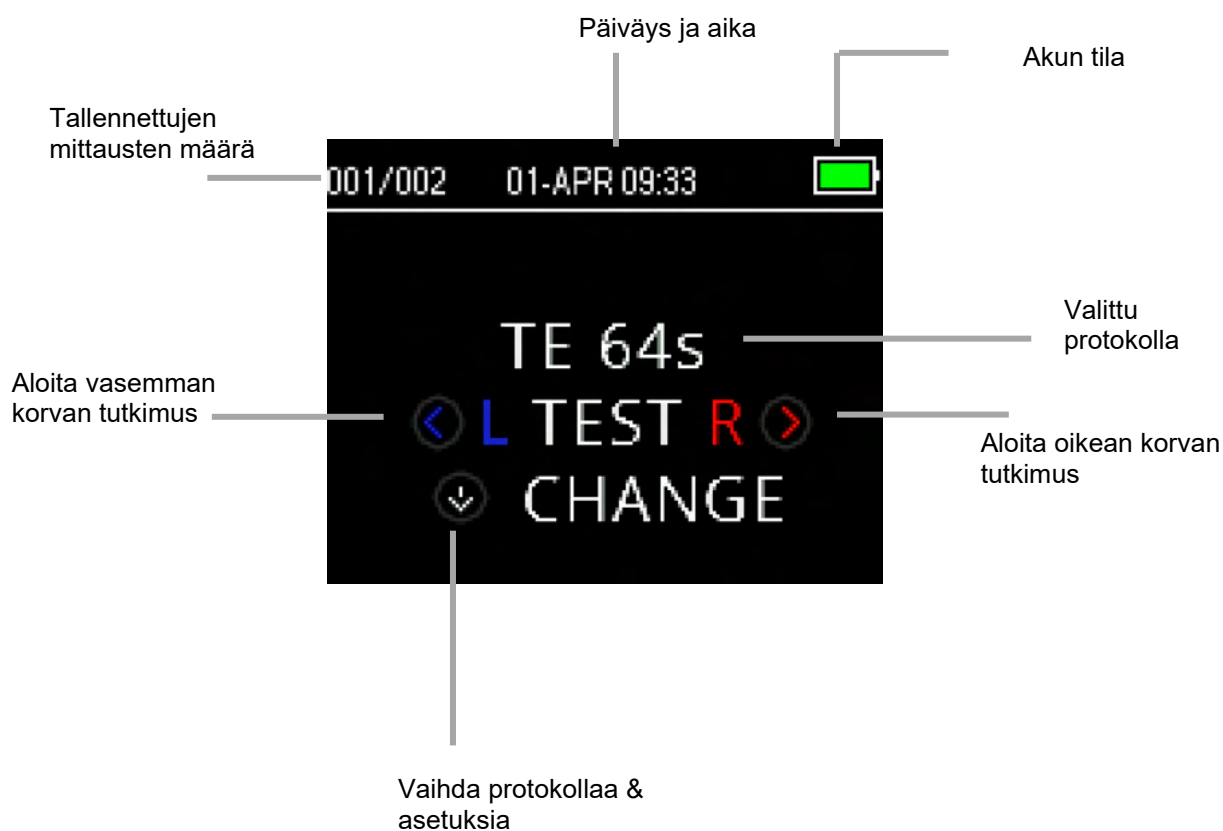 Päiväys ja aika
Akun tila
Tallennettujen
mittausten määrä
001/002 01-APR 09:33
TE 64s
Valittu
protokolla
Aloita vasemman
korvan tutkimus
L TEST R
Aloita oikean korvan
tutkimus
CHANGE
Vaihda protokollaa &
asetuksia